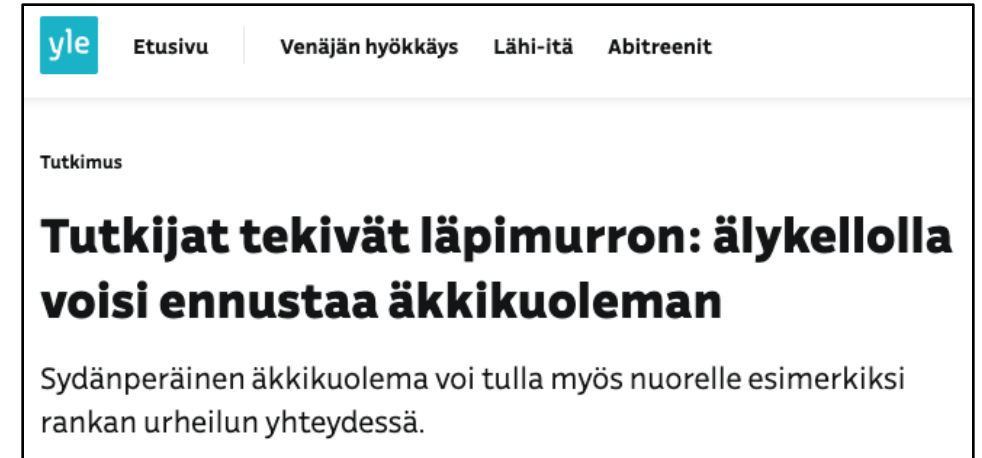 yle Etusivu Venäjän hyökkäys Lähi-itä Abitreenit
Tutkimus
Tutkijat tekivät läpimurron: älykellolla
voisi ennustaa äkkikuoleman
Sydänperäinen äkkikuolema voi tulla myös nuorelle esimerkiksi
rankan urheilun yhteydessä.